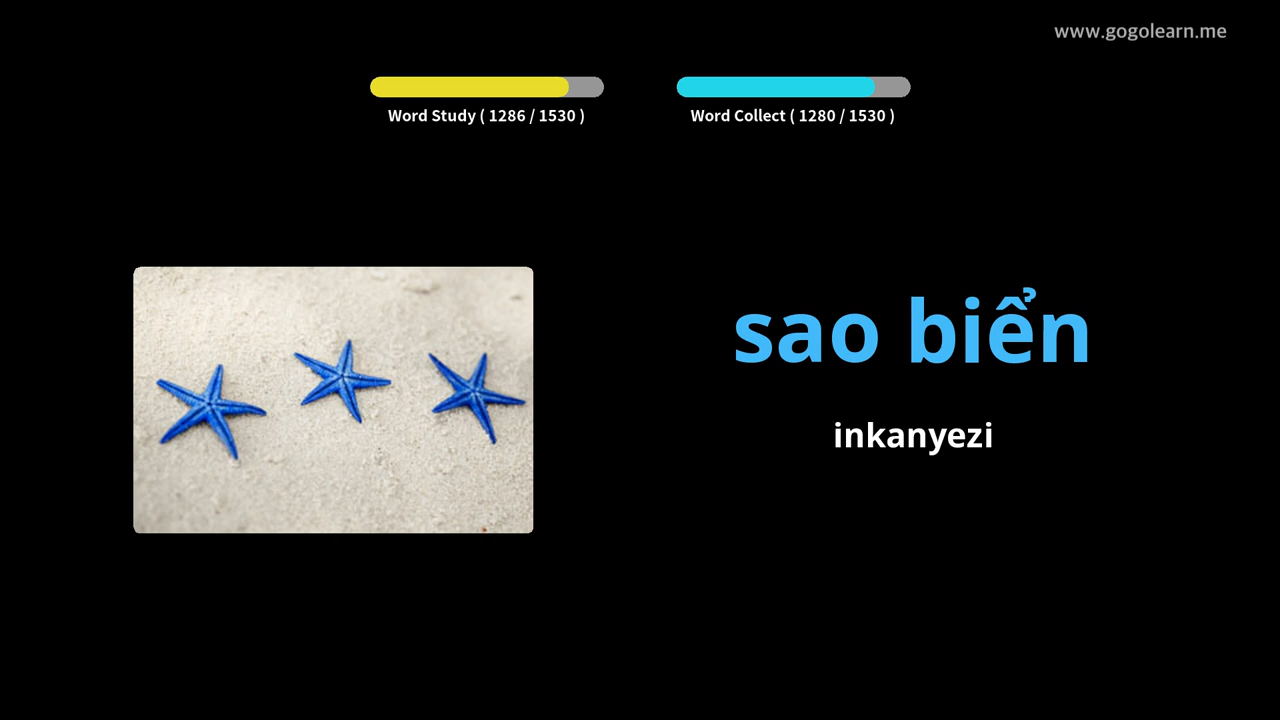 www.gogolearn.me
Word Study ( 1286 / 1530 )
Word Collect ( 1280 / 1530 )
sao biển
inkanyezi